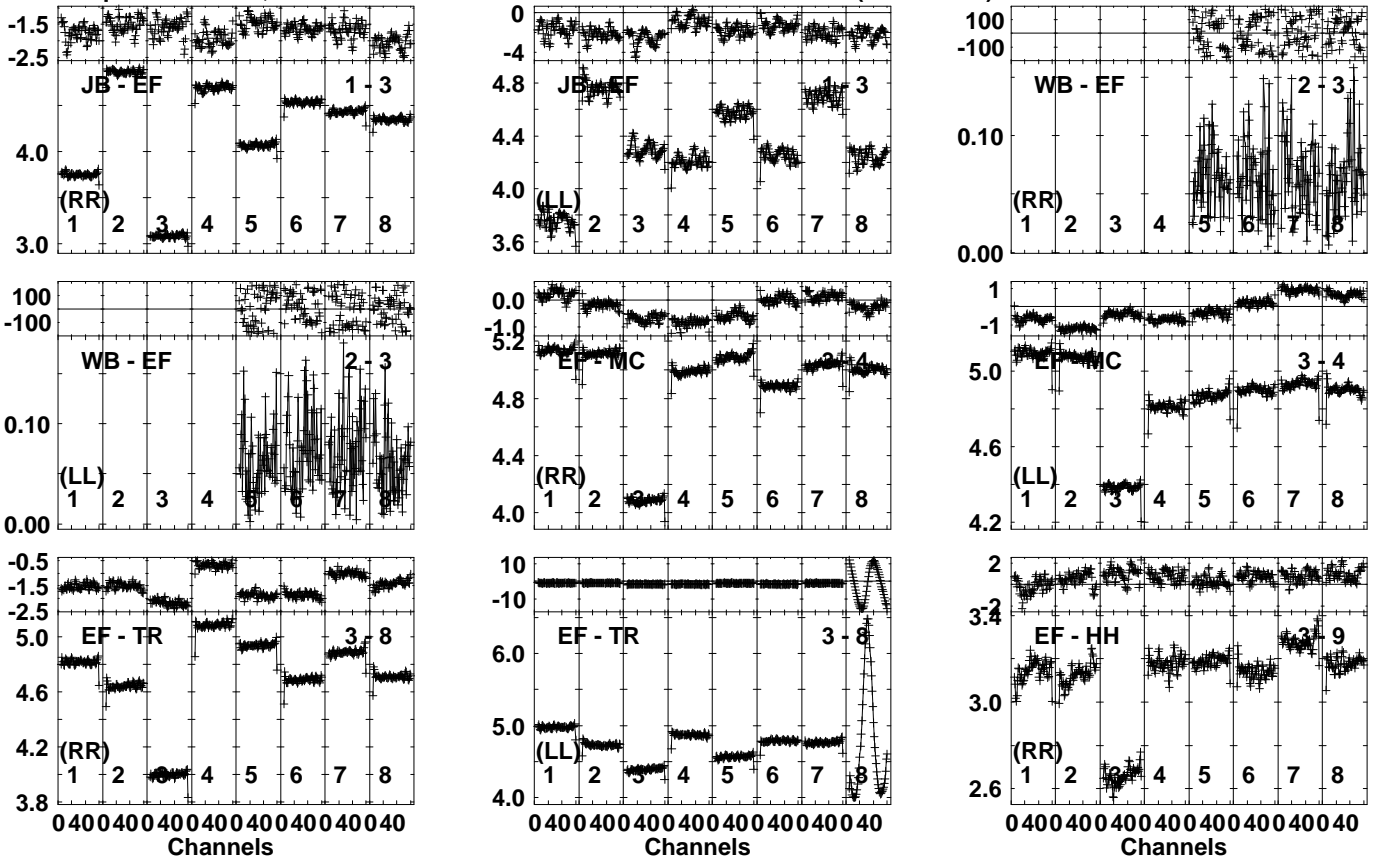 -1.5
-2.5
JB - EF 1 - 3
4.0
(RR)
1 2 3 4 5 6 7 8
3.0
0
-4
4.8
JB - EF 1 - 3
4.4
4.0
(LL)
1 2 3 4 5 6 7 8
3.6
100
-100
WB - EF 2 - 3
0.10
(RR)
1 2 3 4 5 6 7 8
0.00
100
-100
WB - EF 2 - 3
0.10
(LL)
1 2 3 4 5 6 7 8
0.00
0.0
-1.0
5.2
EF - MC 3 - 4
4.8
4.4
(RR)
1 2 3 4 5 6 7 8
4.0
1
-1
5.0
EF - MC 3 - 4
4.6
(LL)
1 2 3 4 5 6 7 8
4.2
-0.5
-1.5
-2.5
EF - TR 3 - 8
5.0
4.6
4.2
(RR)
1 2 3 4 5 6 7 8
3.8
0 40 0 40 0 40 0 40 0 40 0 40 0 40 0 40
Channels
10
-10
EF - TR 3 - 8
6.0
5.0
(LL)
1 2 3 4 5 6 7 8
4.0
0 40 0 40 0 40 0 40 0 40 0 40 0 40 0 40
Channels
2
-2
3.4
EF - HH 3 - 9
3.0
(RR)
1 2 3 4 5 6 7 8
2.6
0 40 0 40 0 40 0 40 0 40 0 40 0 40 0 40
Channels